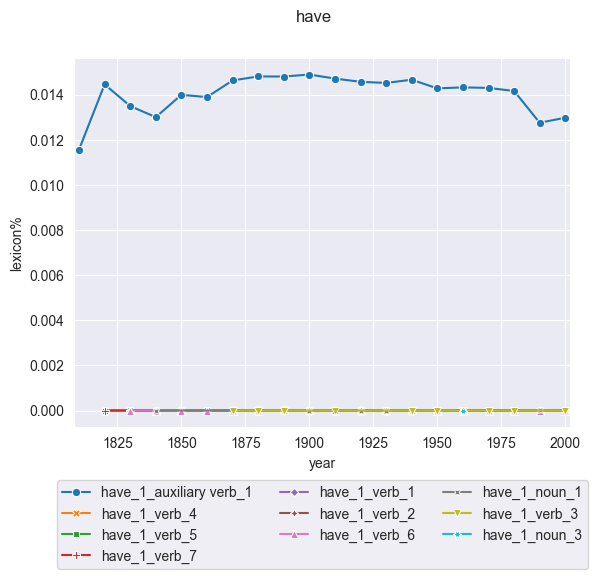 have
0.014
0.012
0.010
0.008
0.006
0.004
0.002
0.000
lexicon%
1825 1850 1875 1900 1925 1950 1975 2000
year
have_1_auxiliary verb_1 have_1_verb_1 have_1_noun_1
have_1_verb_4 have_1_verb_2 have_1_verb_3
have_1_verb_5 have_1_verb_6 have_1_noun_3
have_1_verb_7